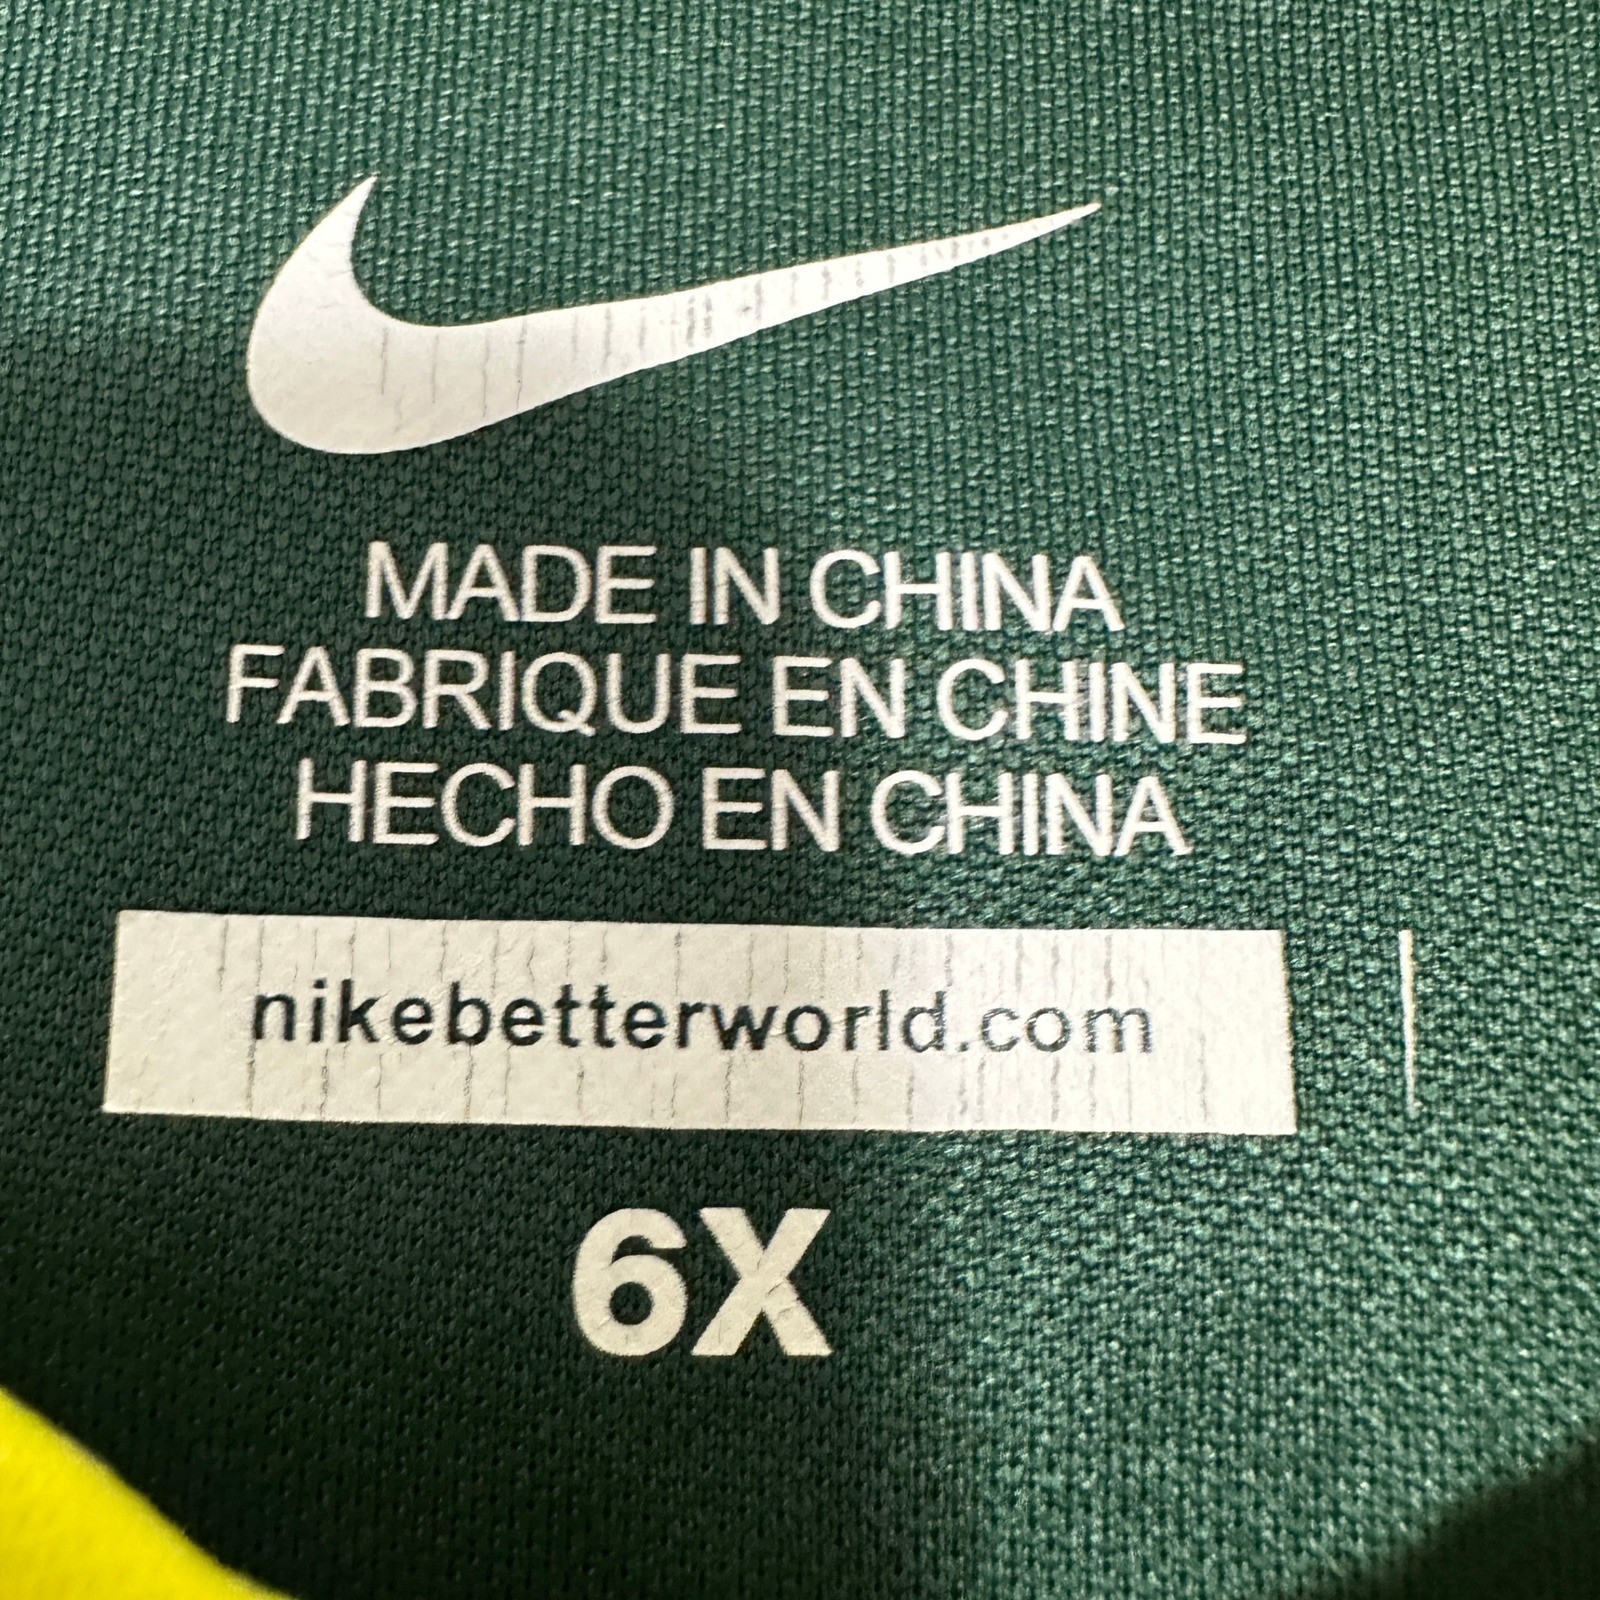 MADE IN CHINA
FABRIQUE EN CHINE
HECHO EN CHINA
nikebetterworld.com
6X